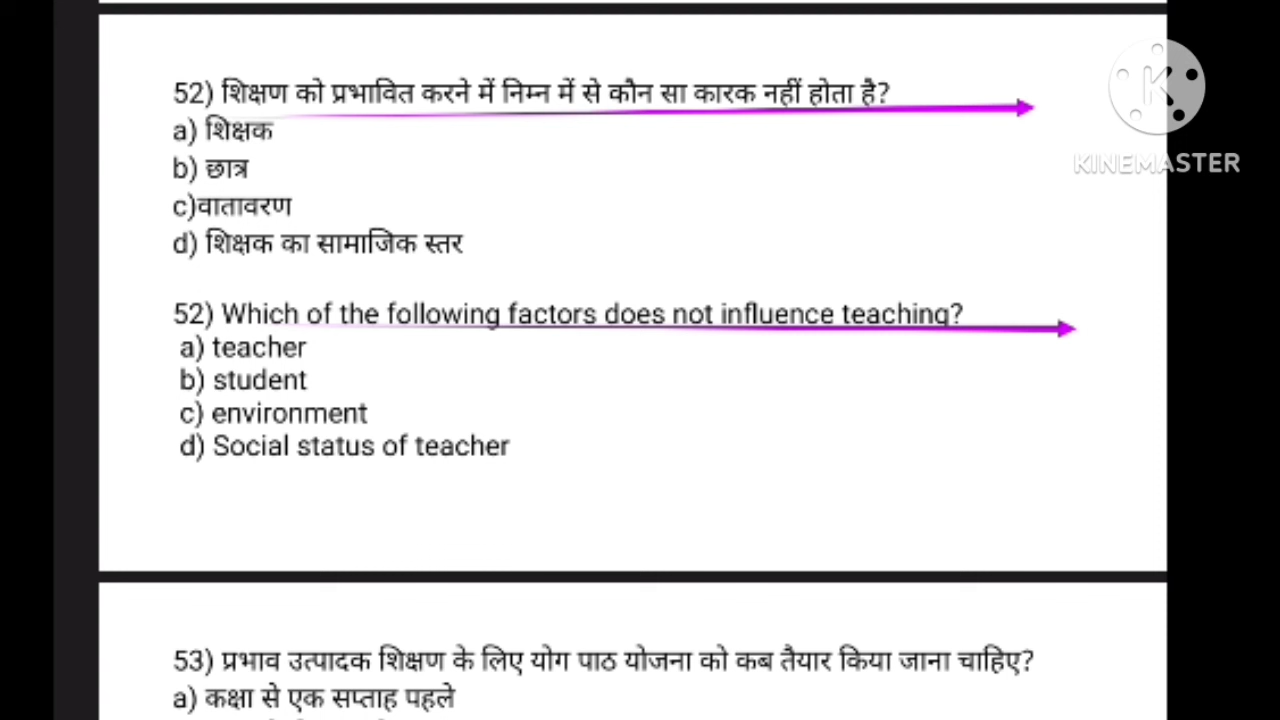 52) शिक्षण को प्रभावित करने में निम्न में से कौन सा कारक नहीं होता है?
a) शिक्षक
b) छात्र
c)वातावरण
d) शिक्षक का सामाजिक स्तर
52) Which of the following factors does not influence teaching?
a) teacher
b) student
c) environment
d) Social status of teacher
53) प्रभाव उत्पादक शिक्षण के लिए योग पाठ योजना को कब तैयार किया जाना चाहिए?
a) कक्षा से एक सप्ताह पहले
KINEMASTER